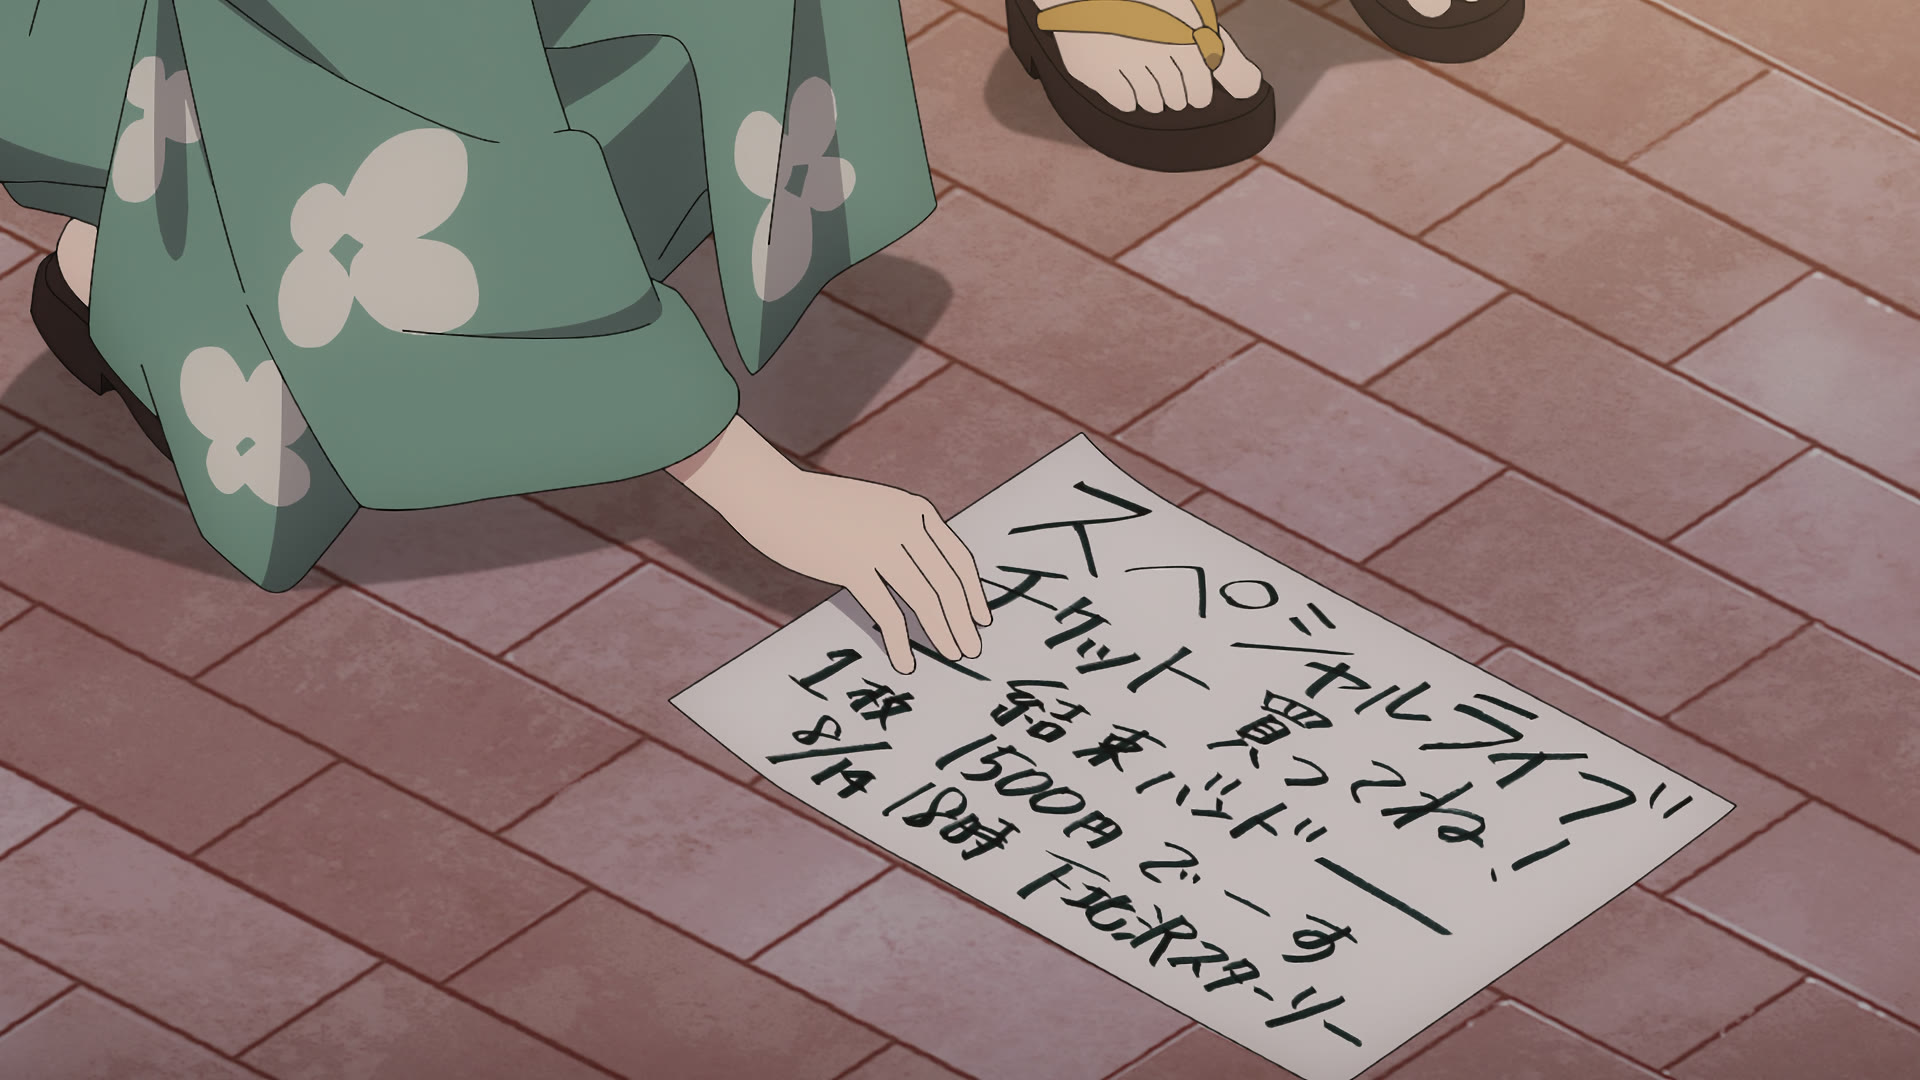 スペシャルライブ
チケット 買ってね!
ー 結束バンド ー
1枚 1500円 でーす
8/14 18時 下北沢スターリー